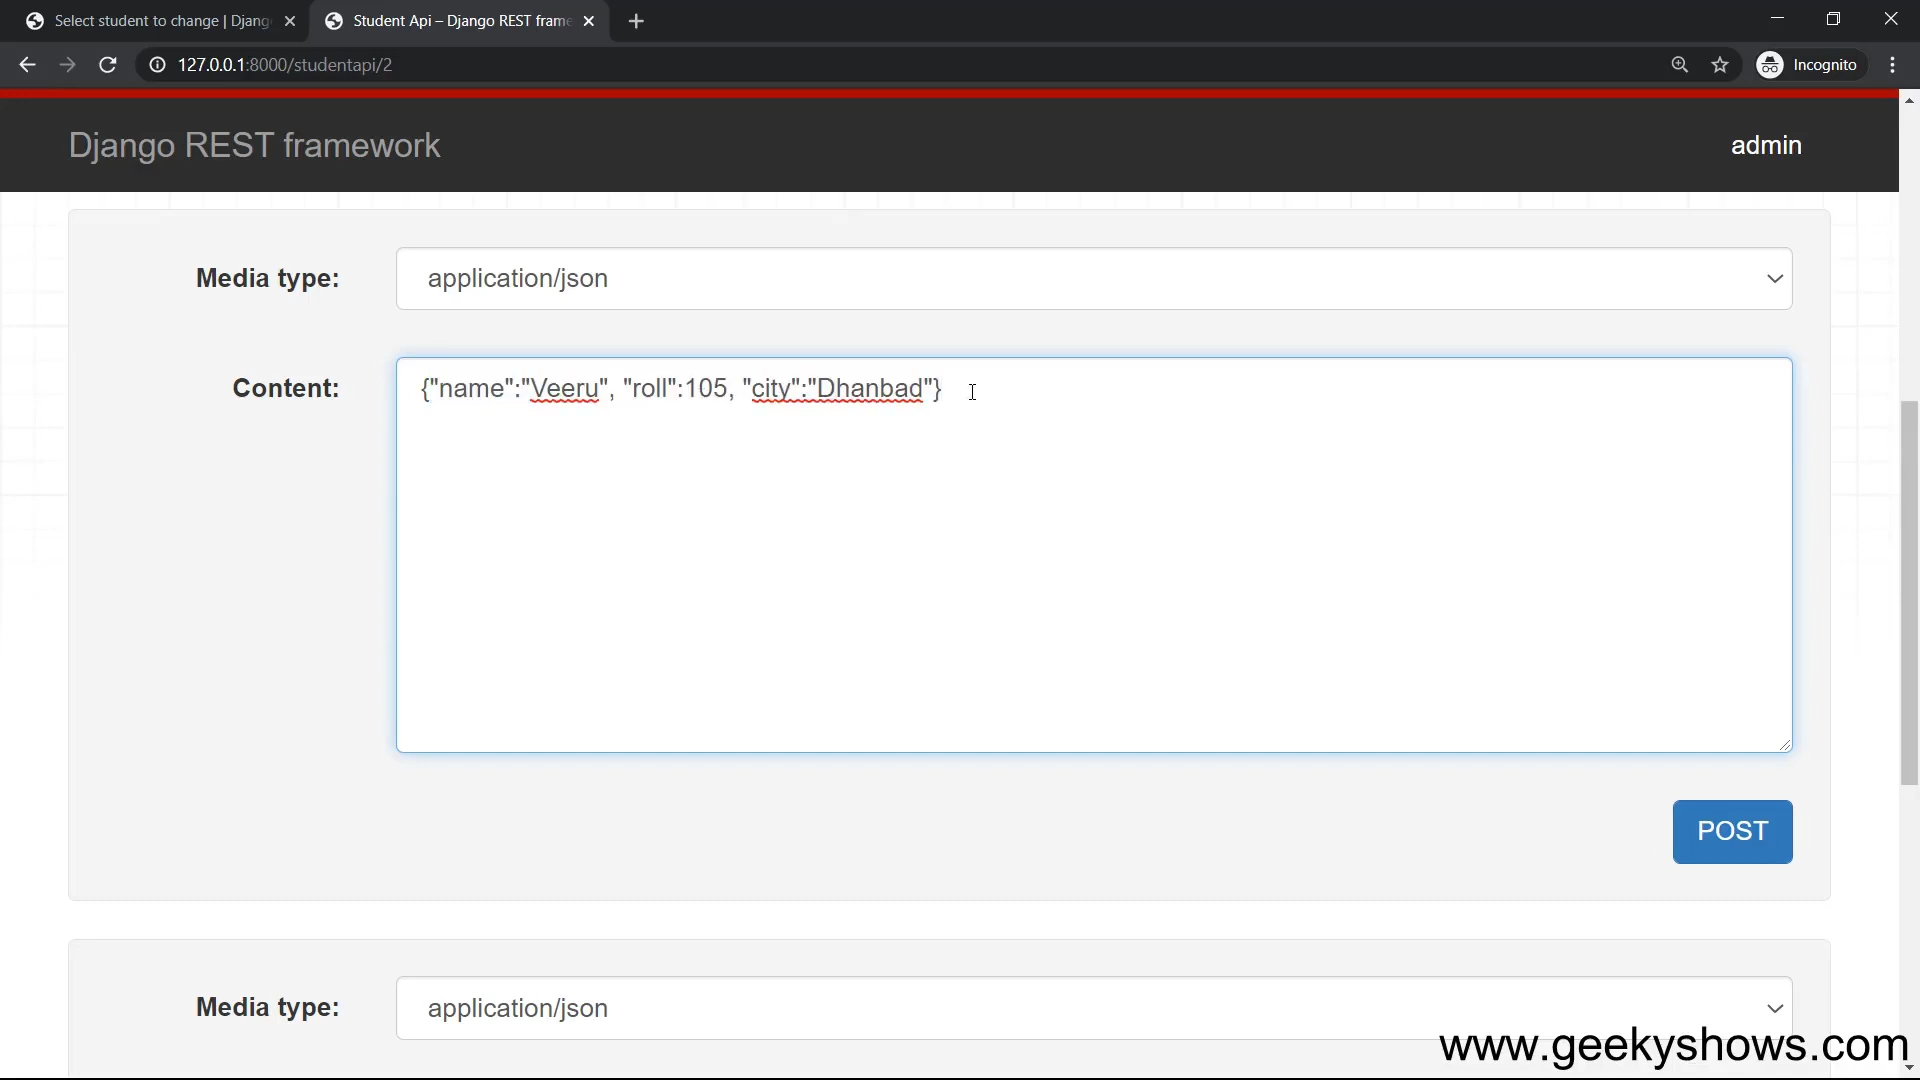 Select student to change | Djang
Student Api – Django REST frame
127.0.0.1:8000/studentapi/2
Incognito
Django REST framework
admin
Media type:
application/json
Content:
{"name":"Veeru", "roll":105, "city":"Dhanbad"}
POST
Media type:
application/json
www.geekyshows.com